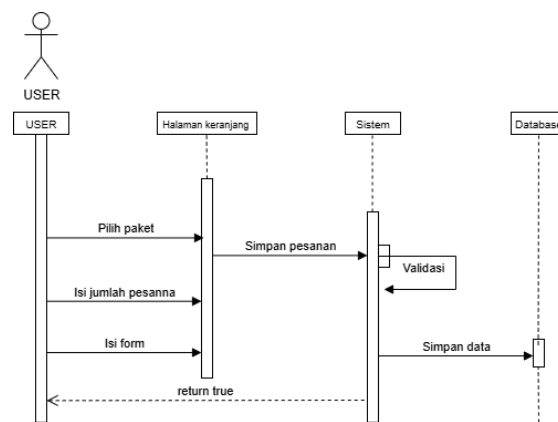 USER
USER
Halaman keranjang
Sistem
Database
Pilih paket
Simpan pesanan
Validasi
Isi jumlah pesanna
Isi form
Simpan data
return true